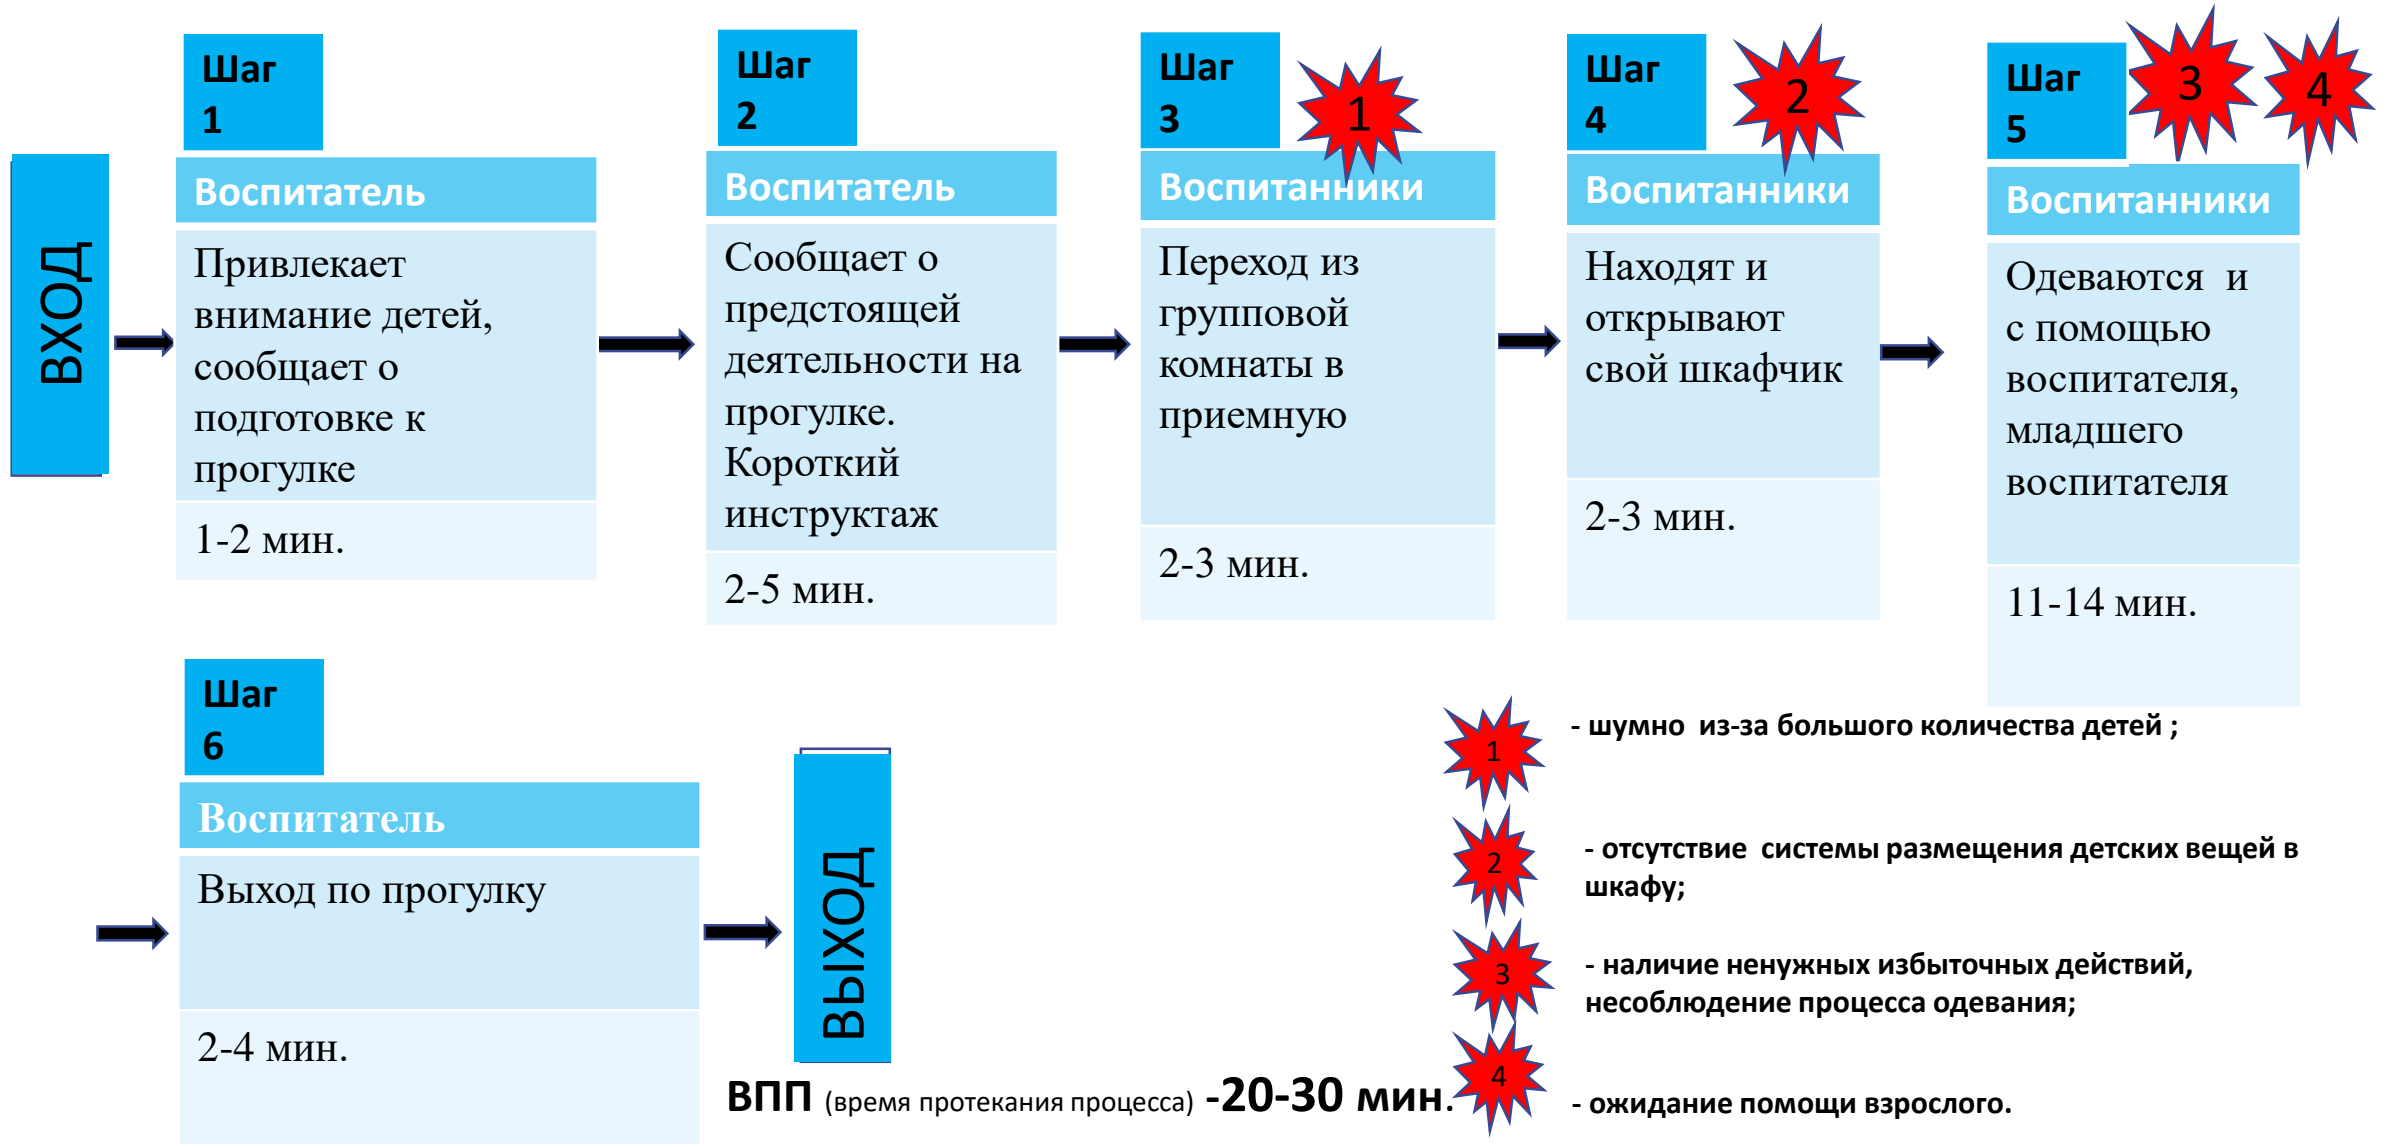 ВХОД
Шаг
1
Воспитатель
Привлекает
внимание детей,
сообщает о
подготовке к
прогулке
1-2 мин.
Шаг
2
Воспитатель
Сообщает о
предстоящей
деятельности на
прогулке.
Короткий
инструктаж
2-5 мин.
Шаг
3
1
Воспитанники
Переход из
групповой
комнаты в
приемную
2-3 мин.
Шаг
4
2
Воспитанники
Находят и
открывают
свой шкафчик
2-3 мин.
Шаг
5
3
4
Воспитанники
Одеваются и
с помощью
воспитателя,
младшего
воспитателя
11-14 мин.
Шаг
6
Воспитатель
Выход по прогулку
2-4 мин.
ВЫХОД
1
- шумно из-за большого количества детей ;
2
- отсутствие системы размещения детских вещей в
шкафу;
3
- наличие ненужных избыточных действий,
несоблюдение процесса одевания;
4
- ожидание помощи взрослого.
ВПП (время протекания процесса) -20-30 мин.